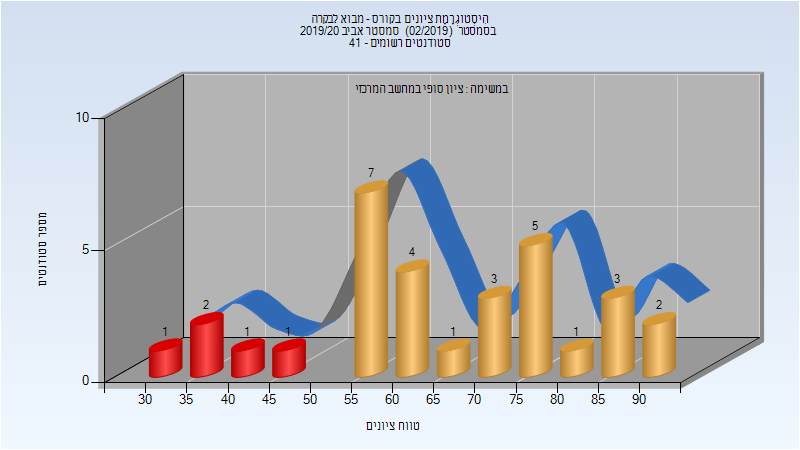 היסטוגרמת ציונים בקורס - מבוא לבקרה
בסמסטר (02/2019) סמסטר אביב 2019/20
סטודנטים רשומים - 41
במשימה : ציון סופי במחשב המרכזי
מספר סטודנטים
10
5
0
1
2
1
1
7
4
1
3
5
1
3
2
30 35 40 45 50 55 60 65 70 75 80 85 90
טווח ציונים